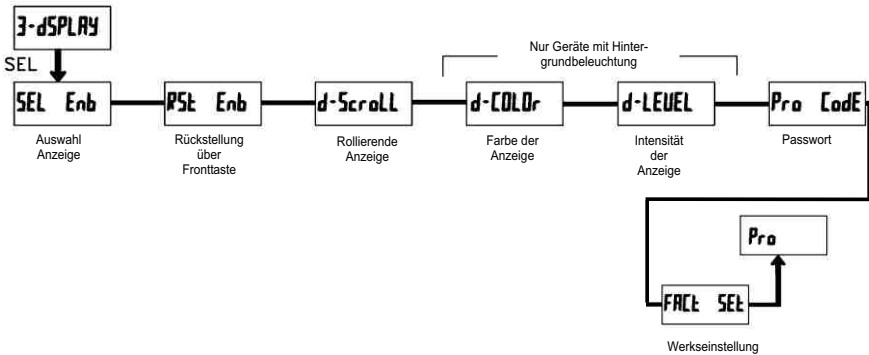 3-dSPLAY
SEL
Nur Geräte mit Hinter-
grundbeleuchtung
SEL Enb
RSt Enb
d-ScroLL
d-COLOr
d-LEVEL
Pro CodE
Auswahl
Anzeige
Rückstellung
über
Fronttaste
Rollierende
Anzeige
Farbe der
Anzeige
Intensität
der
Anzeige
Passwort
Pro
FACt SEt
Werkseinstellung